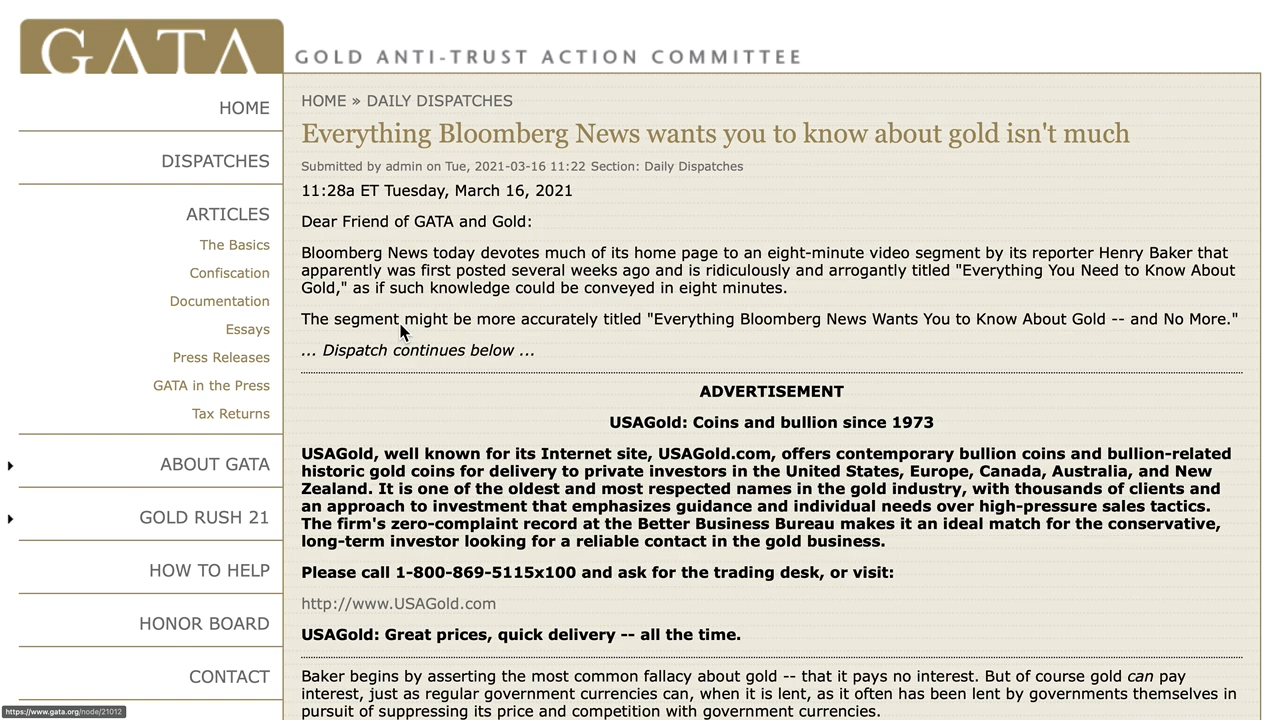 GATA
GOLD ANTI-TRUST ACTION COMMITTEE
HOME
DISPATCHES
ARTICLES
The Basics
Confiscation
Documentation
Essays
Press Releases
GATA in the Press
Tax Returns
ABOUT GATA
GOLD RUSH 21
HOW TO HELP
HONOR BOARD
CONTACT
HOME » DAILY DISPATCHES
Everything Bloomberg News wants you to know about gold isn't much
Submitted by admin on Tue, 2021-03-16 11:22 Section: Daily Dispatches
11:28a ET Tuesday, March 16, 2021
Dear Friend of GATA and Gold:
Bloomberg News today devotes much of its home page to an eight-minute video segment by its reporter Henry Baker that
apparently was first posted several weeks ago and is ridiculously and arrogantly titled "Everything You Need to Know About
Gold," as if such knowledge could be conveyed in eight minutes.
The segment might be more accurately titled "Everything Bloomberg News Wants You to Know About Gold -- and No More."
... Dispatch continues below ...
ADVERTISEMENT
USAGold: Coins and bullion since 1973
USAGold, well known for its Internet site, USAGold.com, offers contemporary bullion coins and bullion-related
historic gold coins for delivery to private investors in the United States, Europe, Canada, Australia, and New
Zealand. It is one of the oldest and most respected names in the gold industry, with thousands of clients and
an approach to investment that emphasizes guidance and individual needs over high-pressure sales tactics.
The firm's zero-complaint record at the Better Business Bureau makes it an ideal match for the conservative,
long-term investor looking for a reliable contact in the gold business.
Please call 1-800-869-5115x100 and ask for the trading desk, or visit:
http://www.USAGold.com
USAGold: Great prices, quick delivery -- all the time.
Baker begins by asserting the most common fallacy about gold -- that it pays no interest. But of course gold can pay
interest, just as regular government currencies can, when it is lent, as it often has been lent by governments themselves in
pursuit of suppressing its price and competition with government currencies.
https://www.gata.org/node/21012